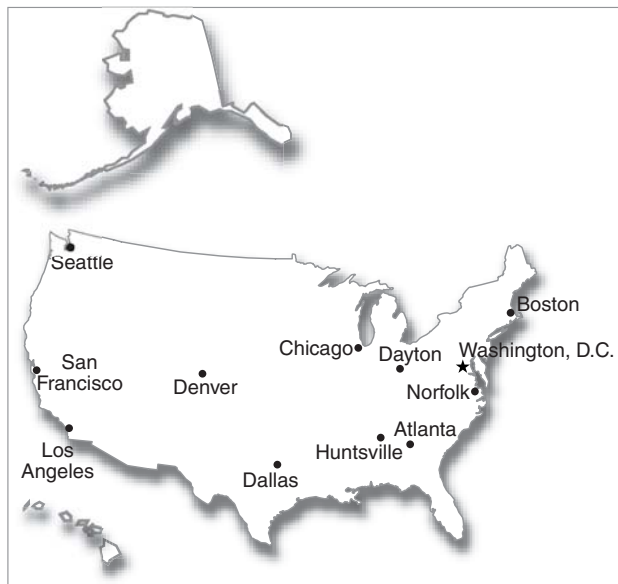 Seattle
Boston
Chicago
Dayton
Washington, D.C.
San
Francisco
Denver
Norfolk
Atlanta
Huntsville
Los
Angeles
Dallas